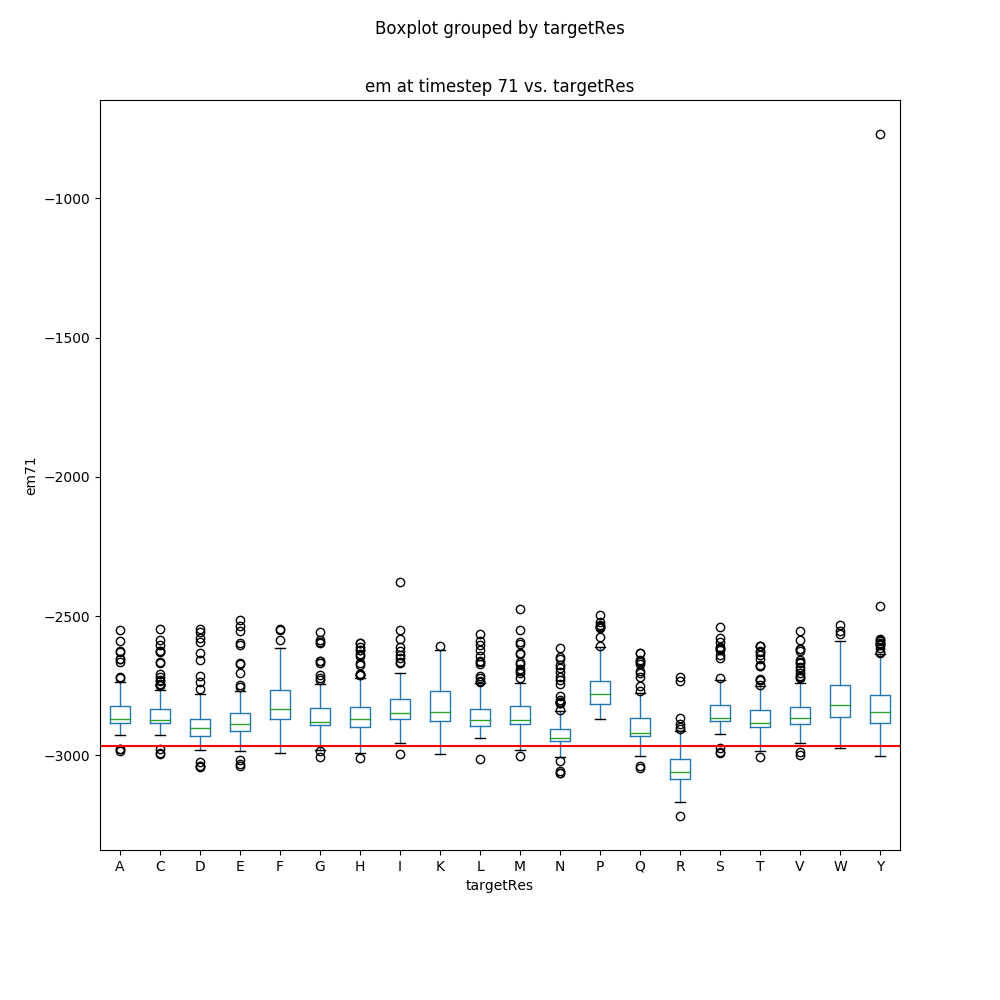 Boxplot grouped by targetRes
em at timestep 71 vs. targetRes
−1000
−1500
−2000
−2500
−3000
em71
A C D E F G H I K L M N P Q R S T V W Y
targetRes